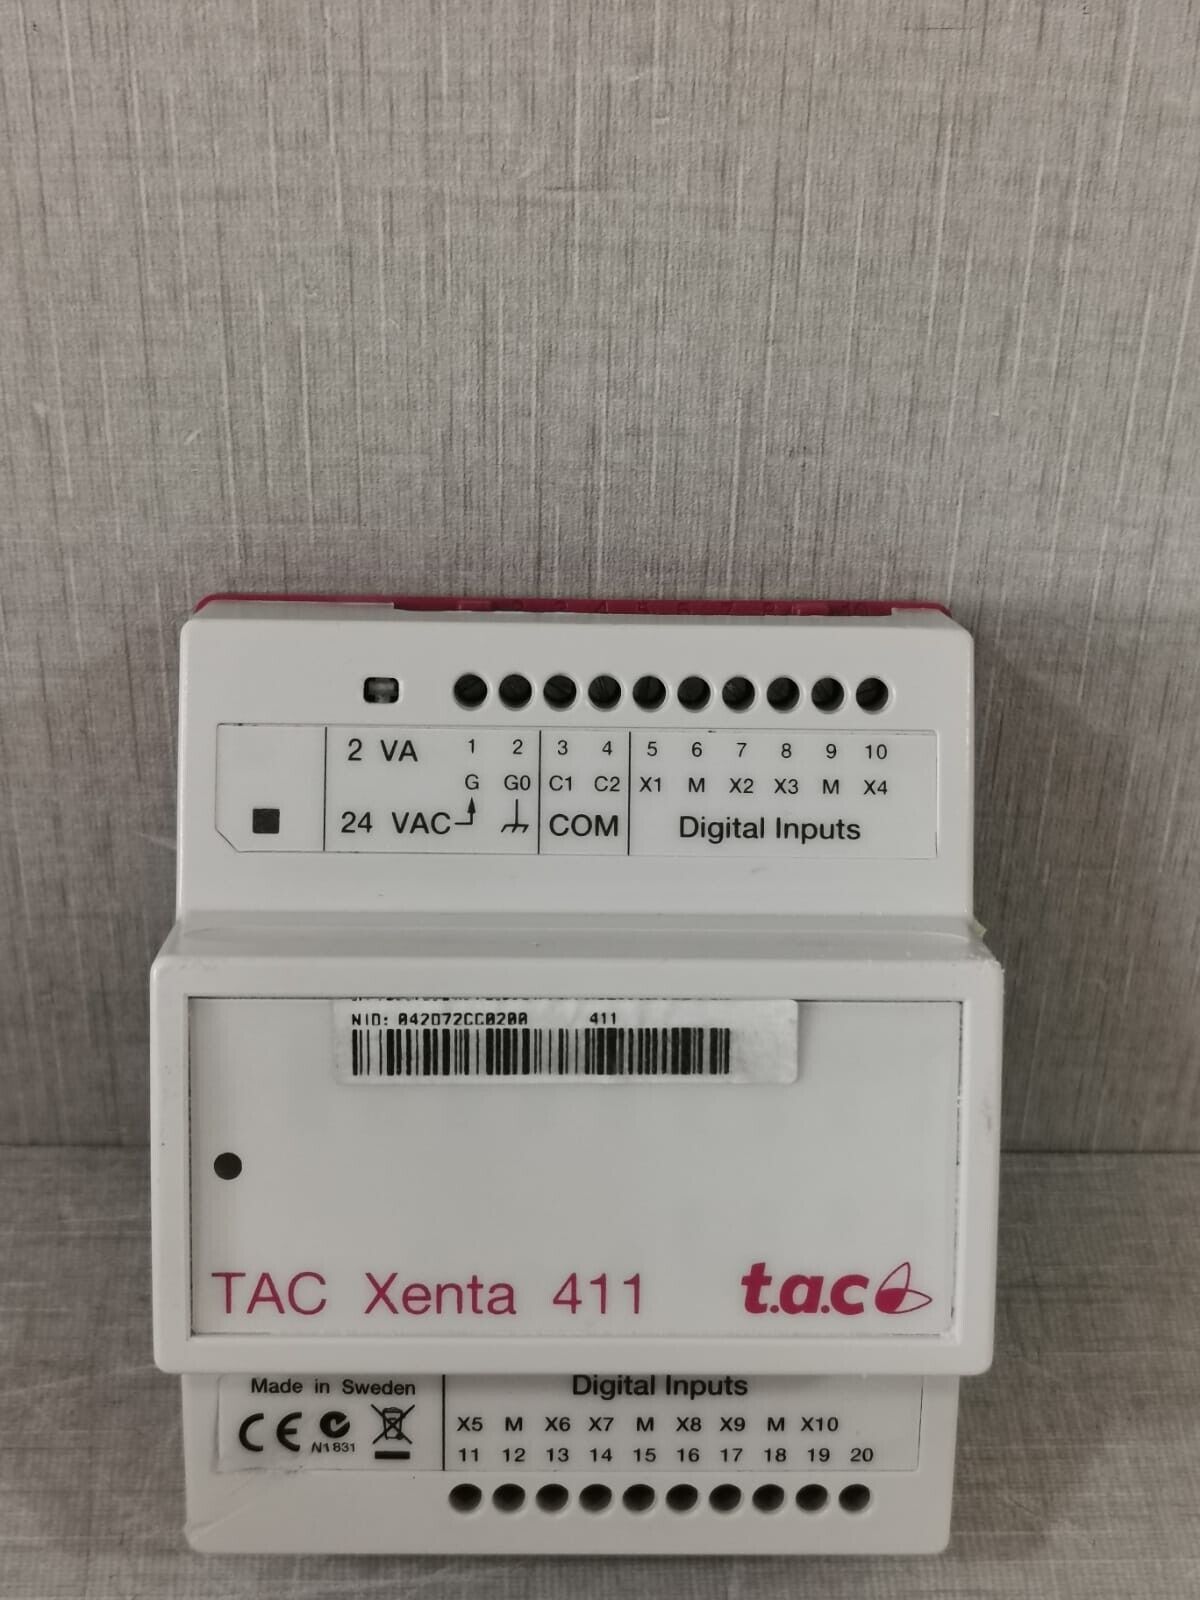 2 VA 1 2 3 4 5 6 7 8 9 10
G G0 C1 C2 X1 M X2 X3 M X4
24 VAC COM Digital Inputs
NID: 042D72CC0200 411
TAC Xenta 411 t.a.c
Made in Sweden Digital Inputs
CE N1831 X5 M X6 X7 M X8 X9 M X10
11 12 13 14 15 16 17 18 19 20